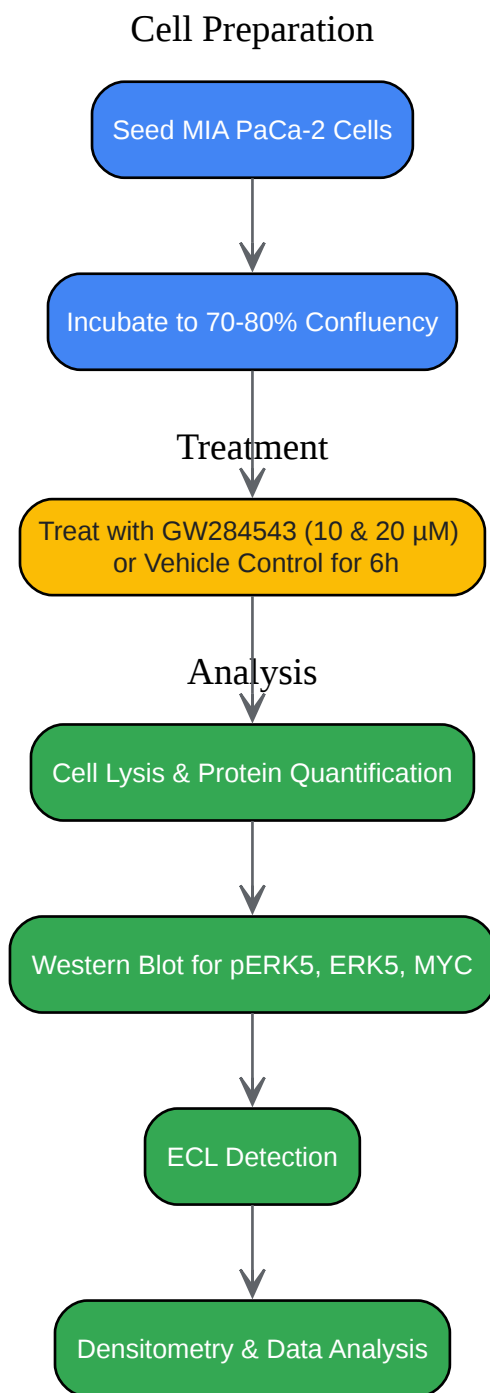 Cell Preparation
Seed MIA PaCa-2 Cells
Incubate to 70-80% Confluency
Treatment
Treat with GW284543 (10 & 20 µM)
or Vehicle Control for 6h
Analysis
Cell Lysis & Protein Quantification
Western Blot for pERK5, ERK5, MYC
ECL Detection
Densitometry & Data Analysis